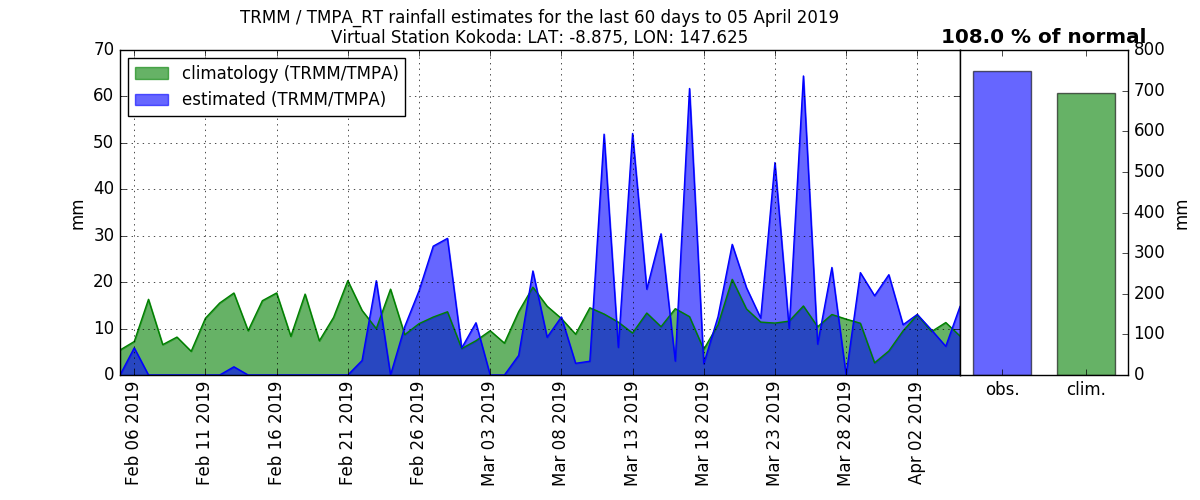 TRMM / TMPA_RT rainfall estimates for the last 60 days to 05 April 2019
Virtual Station Kokoda: LAT: -8.875, LON: 147.625
108.0 % of normal
climatology (TRMM/TMPA)
estimated (TRMM/TMPA)
70
60
50
40
30
20
10
0
mm
800
700
600
500
400
300
200
100
0
mm
obs.
clim.
Feb 06 2019
Feb 11 2019
Feb 16 2019
Feb 21 2019
Feb 26 2019
Mar 03 2019
Mar 08 2019
Mar 13 2019
Mar 18 2019
Mar 23 2019
Mar 28 2019
Apr 02 2019